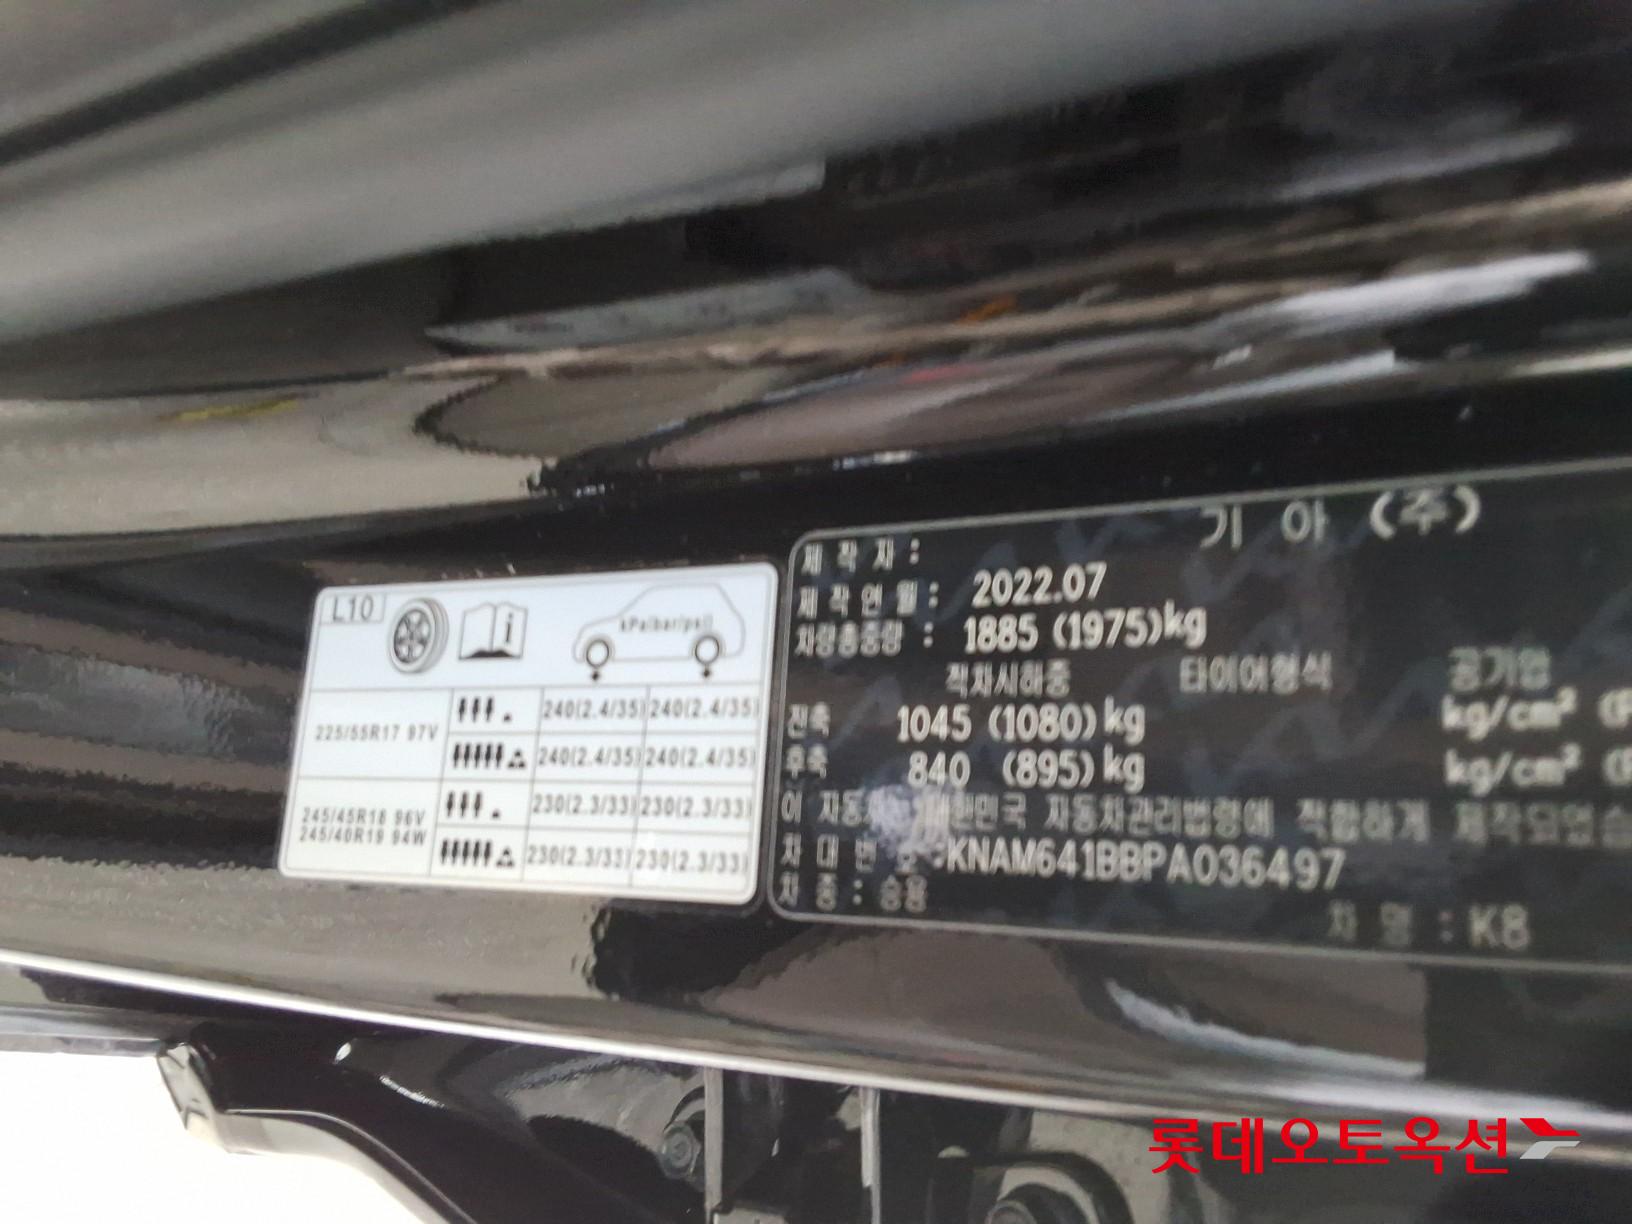 L10
kPa(bar/psi)
225/55R17 97V
240(2.4/35) 240(2.4/35)
240(2.4/35) 240(2.4/35)
245/45R18 96V
245/40R19 94W
230(2.3/33) 230(2.3/33)
230(2.3/33) 230(2.3/33)
제 작 자 : 기 아 (주)
제 작 연 월 : 2022.07
차량총중량 : 1885 (1975)kg
적차시하중 타이어형식 공기압
전축 1045 (1080)kg kg/cm²
후축 840 (895)kg kg/cm²
이 자동차는 대한민국 자동차관리법령에 적합하게 제작되었습
차 대 번 호 :KNAM641BBPA036497
차 종 : 승용 차 명 : K8
롯데오토옥션